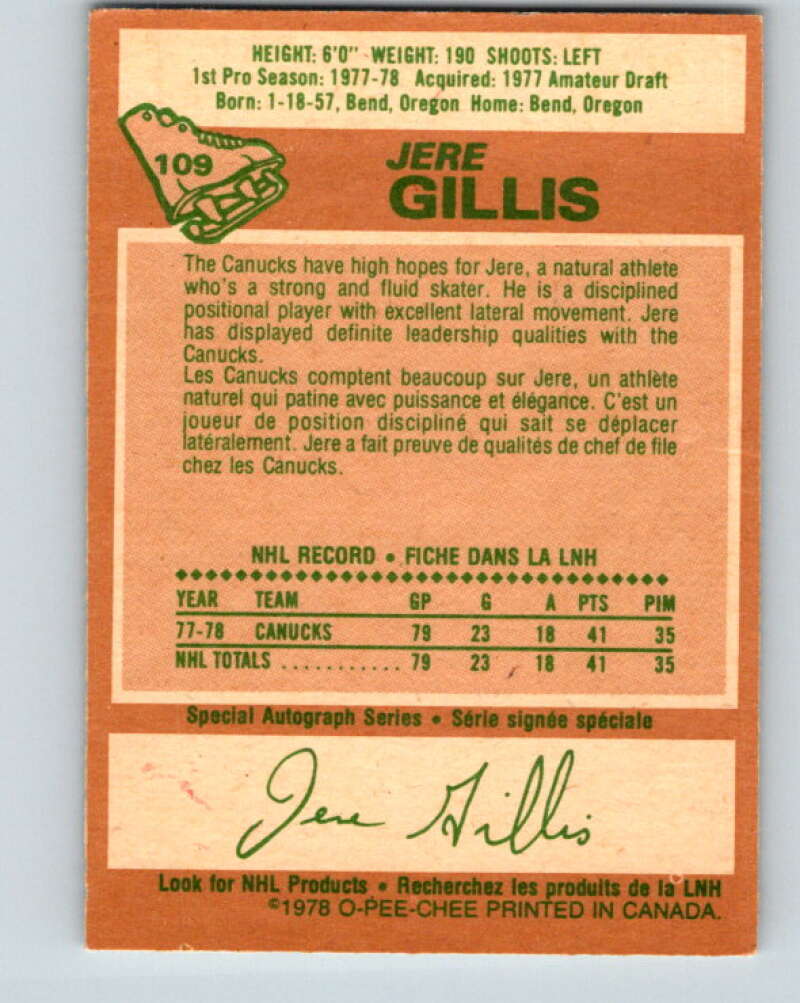 HEIGHT: 6'0" WEIGHT: 190 SHOOTS: LEFT
1st Pro Season: 1977-78 Acquired: 1977 Amateur Draft
Born: 1-18-57, Bend, Oregon Home: Bend, Oregon
109
JERE
GILLIS
The Canucks have high hopes for Jere, a natural athlete
who's a strong and fluid skater. He is a disciplined
positional player with excellent lateral movement. Jere
has displayed definite leadership qualities with the
Canucks.
Les Canucks comptent beaucoup sur Jere, un athlète
naturel qui patine avec puissance et élégance. C'est un
joueur de position discipliné qui sait se déplacer
latéralement. Jere a fait preuve de qualités de chef de file
chez les Canucks.
NHL RECORD • FICHE DANS LA LNH
YEAR TEAM GP G A PTS PIM
77-78 CANUCKS 79 23 18 41 35
NHL TOTALS ........... 79 23 18 41 35
Special Autograph Series • Série signée spéciale
Jere Gillis
Look for NHL Products • Recherchez les produits de la LNH
©1978 O-PEE-CHEE PRINTED IN CANADA.